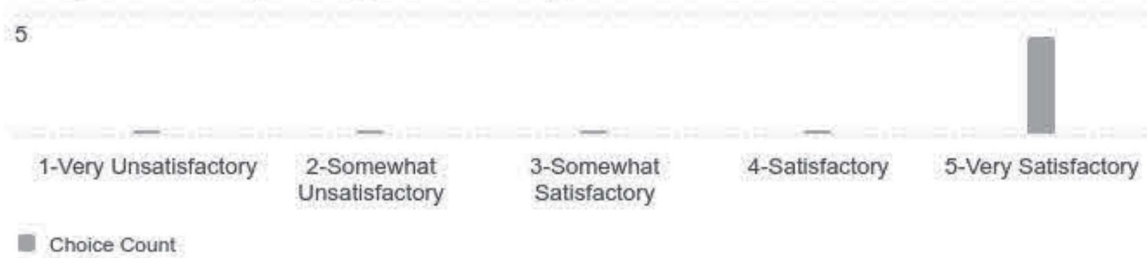 5
1-Very Unsatisfactory
2-Somewhat
Unsatisfactory
3-Somewhat
Satisfactory
4-Satisfactory
5-Very Satisfactory
Choice Count